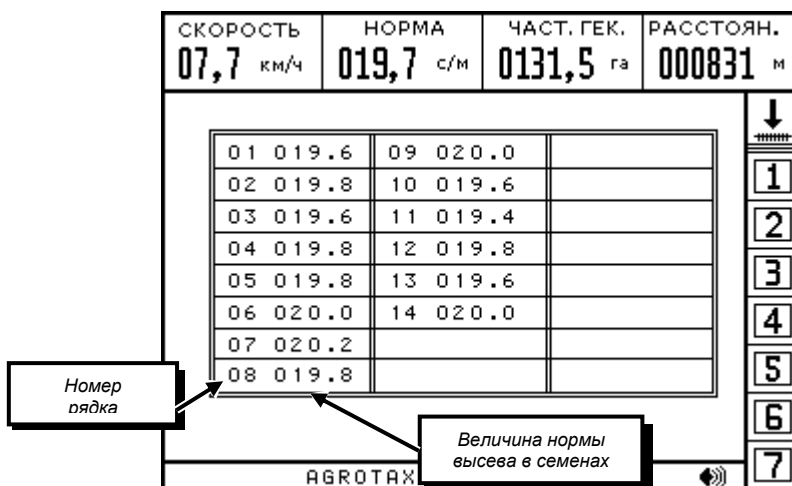 СКОРОСТЬ НОРМА ЧАСТ. ГЕК. РАССТОЯН.
07,7 км/ч 019,7 с/м 0131,5 га 000831 м
01 019.6 09 020.0
02 019.8 10 019.6
03 019.6 11 019.4
04 019.8 12 019.8
05 019.8 13 019.6
06 020.0 14 020.0
07 020.2
08 019.8
1
2
3
4
5
6
7
Номер
рядка
Величина нормы
высева в семенах
AGROTAX